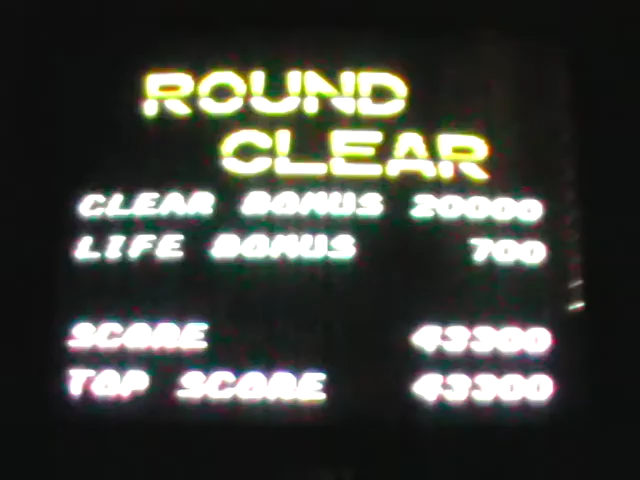 ROUND
CLEAR
CLEAR BONUS 20000
LIFE BONUS 700
SCORE 43300
TOP SCORE 43300